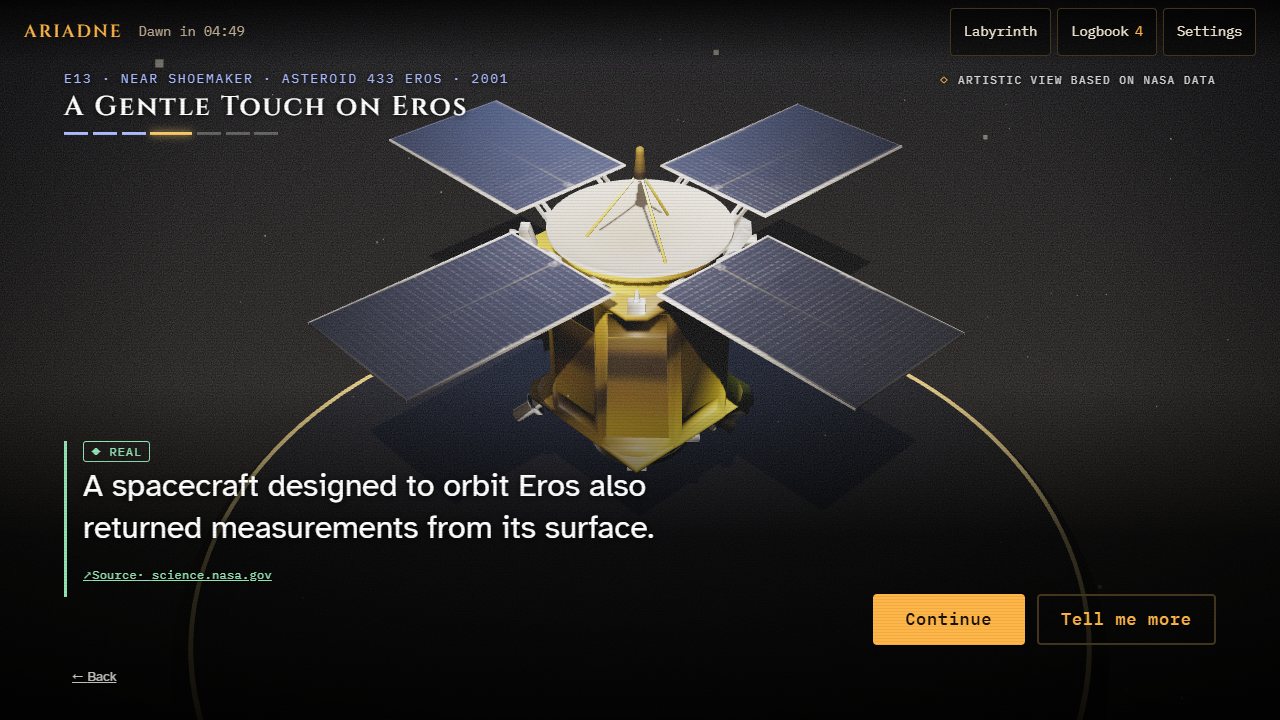 ARIADNE Dawn in 04:49
Labyrinth Logbook 4 Settings
E13 · NEAR SHOEMAKER · ASTEROID 433 EROS · 2001
◇ ARTISTIC VIEW BASED ON NASA DATA
A Gentle Touch on Eros
◆ REAL
A spacecraft designed to orbit Eros also
returned measurements from its surface.
↗Source· science.nasa.gov
Continue Tell me more
← Back